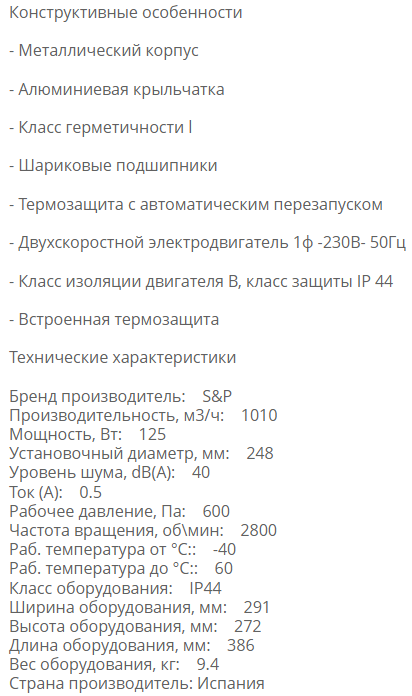 Конструктивные особенности
- Металлический корпус
- Алюминиевая крыльчатка
- Класс герметичности l
- Шариковые подшипники
- Термозащита с автоматическим перезапуском
- Двухскоростной электродвигатель 1ф -230В- 50Гц
- Класс изоляции двигателя В, класс защиты IP 44
- Встроенная термозащита
Технические характеристики
Бренд производитель: S&P
Производительность, м3/ч: 1010
Мощность, Вт: 125
Установочный диаметр, мм: 248
Уровень шума, dB(A): 40
Ток (А): 0.5
Рабочее давление, Па: 600
Частота вращения, об\мин: 2800
Раб. температура от °C:: -40
Раб. температура до °C:: 60
Класс оборудования: IP44
Ширина оборудования, мм: 291
Высота оборудования, мм: 272
Длина оборудования, мм: 386
Вес оборудования, кг: 9.4
Страна производитель: Испания